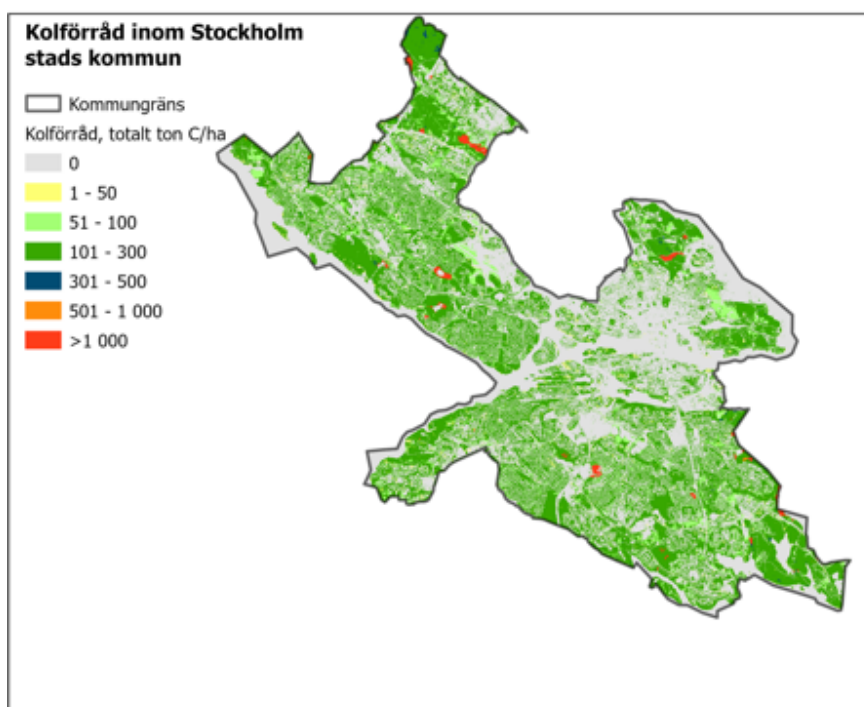 Kolförråd inom Stockholm
stads kommun
Kommungräns
Kolförråd, totalt ton C/ha
0
1 - 50
51 - 100
101 - 300
301 - 500
501 - 1 000
>1 000